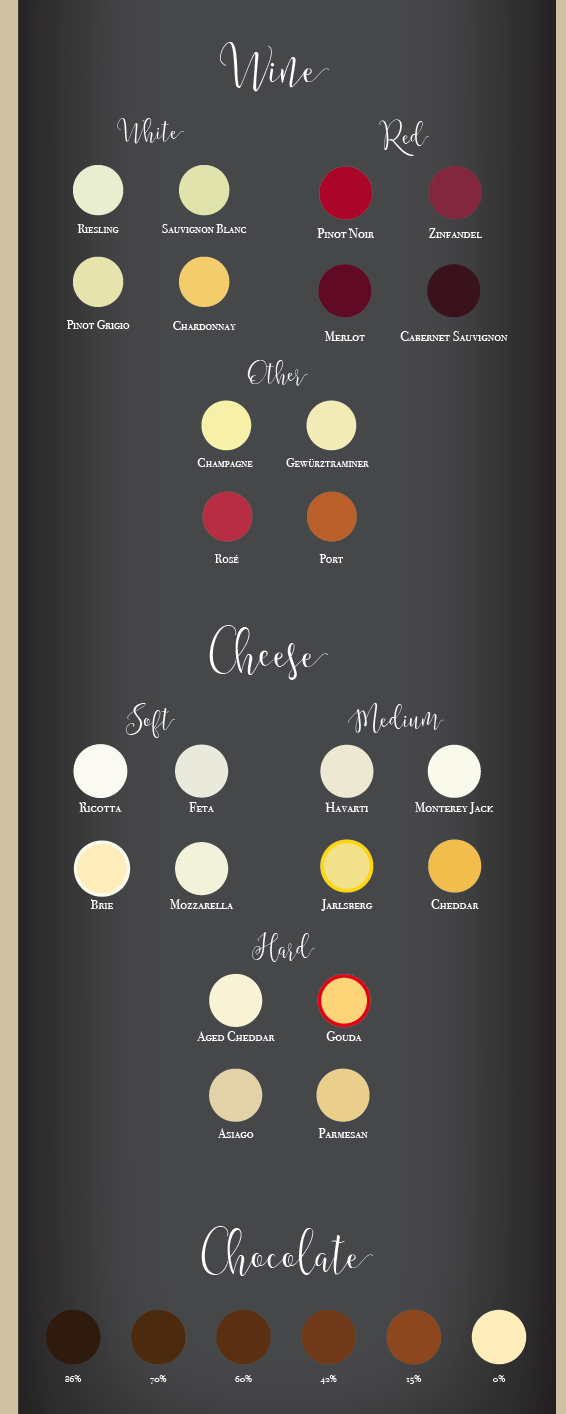 Wine
White
Red
Riesling
Sauvignon Blanc
Pinot Noir
Zinfandel
Pinot Grigio
Chardonnay
Merlot
Cabernet Sauvignon
Other
Champagne
Gewürztraminer
Rosé
Port
Cheese
Soft
Medium
Ricotta
Feta
Havarti
Monterey Jack
Brie
Mozzarella
Jarlsberg
Cheddar
Hard
Aged Cheddar
Gouda
Asiago
Parmesan
Chocolate
86%
70%
60%
42%
15%
0%